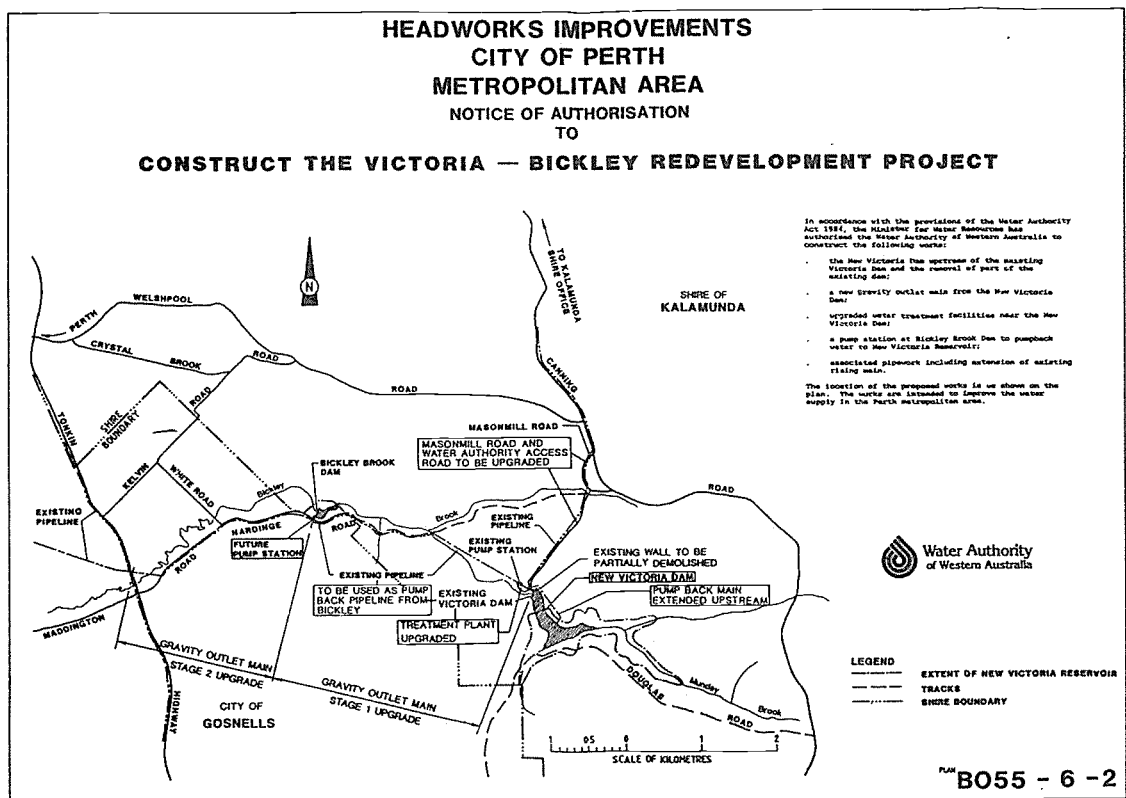 HEADWORKS IMPROVEMENTS
CITY OF PERTH
METROPOLITAN AREA
NOTICE OF AUTHORISATION
TO
CONSTRUCT THE VICTORIA — BICKLEY REDEVELOPMENT PROJECT
In accordance with the provisions of the Water Authority
Act 1984, the Minister for Water Resources has
authorised the Water Authority of Western Australia to
construct the following works:
. the New Victoria Dam upstream of the existing
Victoria Dam and the removal of part of the
existing dam;
. a new Gravity outlet main from the New Victoria
Dam;
. upgraded water treatment facilities near the New
Victoria Dam;
. a pump station at Bickley Brook Dam to pumpback
water to New Victoria Reservoir;
. associated pipework including extension of existing
rising main.
The location of the proposed works is as shown on the
plan. The works are intended to improve the water
supply in the Perth metropolitan area.
TO KALAMUNDA
SHIRE OFFICE
SHIRE OF
KALAMUNDA
N
WELSHPOOL
PERTH
CRYSTAL
BROOK
ROAD
ROAD
ROAD
CANNING
TONKIN
SHIRE
BOUNDARY
MASONMILL ROAD
MASONMILL ROAD AND
WATER AUTHORITY ACCESS
ROAD TO BE UPGRADED
BICKLEY BROOK
DAM
KELVIN
WHITE ROAD
Bickley
ROAD
EXISTING
PIPELINE
HARDINGE
ROAD
Brook
EXISTING
PIPELINE
FUTURE
PUMP STATION
ROAD
EXISTING
PUMP STATION
EXISTING WALL TO BE
PARTIALLY DEMOLISHED
EXISTING PIPELINE
NEW VICTORIA DAM
TO BE USED AS PUMP
BACK PIPELINE FROM
BICKLEY
EXISTING
VICTORIA DAM
PUMP BACK MAIN
EXTENDED UPSTREAM
MADDINGTON
TREATMENT PLANT
UPGRADED
GRAVITY OUTLET MAIN
STAGE 2 UPGRADE
GRAVITY OUTLET MAIN
STAGE 1 UPGRADE
HIGHWAY
CITY OF
GOSNELLS
DOUGLAS
ROAD
Munday
Brook
1 05 0 1 2
SCALE OF KILOMETRES
Water Authority
of Western Australia
LEGEND
EXTENT OF NEW VICTORIA RESERVOIR
TRACKS
SHIRE BOUNDARY
PLAN BO55 - 6 - 2